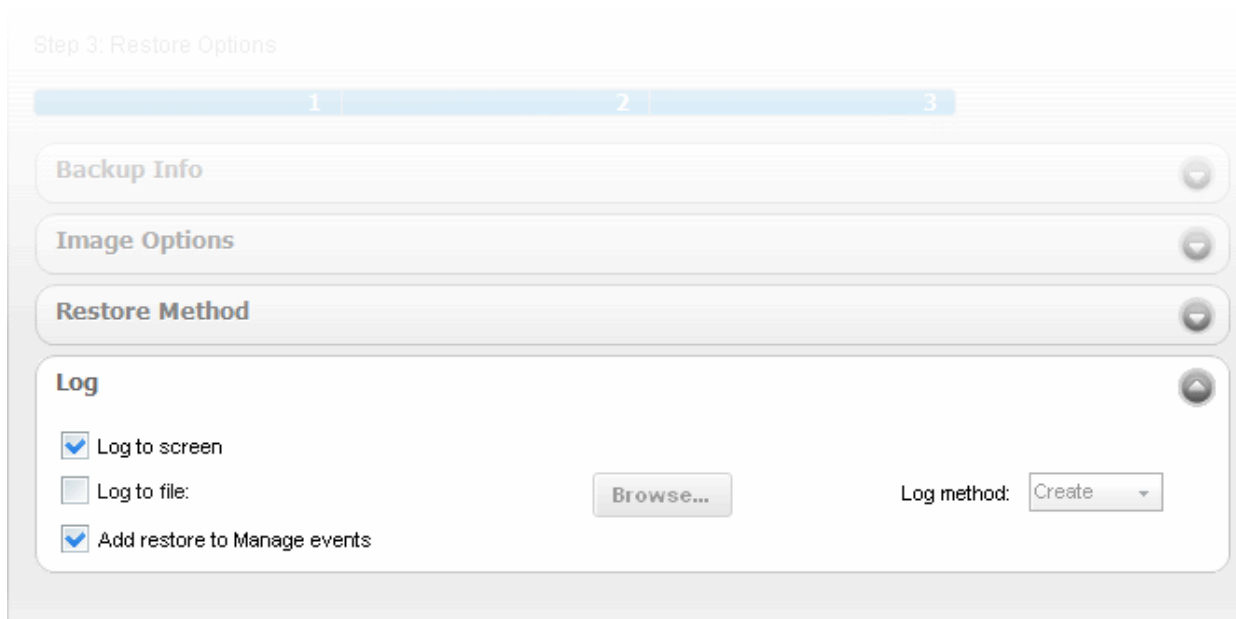 Step 3: Restore Options
1 2 3
Backup Info
Image Options
Restore Method
Log
Log to screen
Log to file: Browse... Log method: Create
Add restore to Manage events